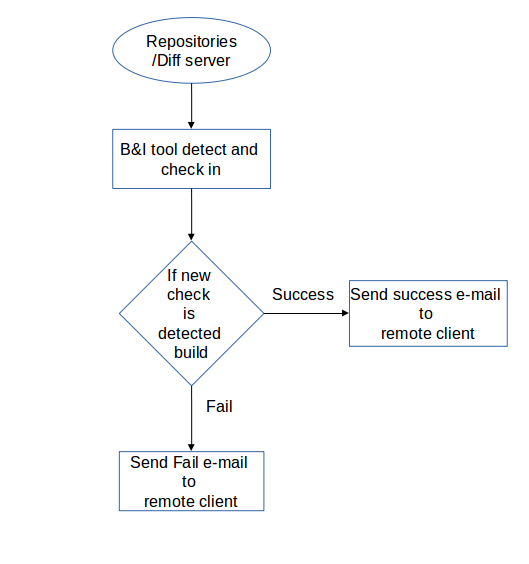 Repositories
/Diff server
B&I tool detect and
check in
If new
check
is
detected
build
Success
Send success e-mail
to
remote client
Fail
Send Fail e-mail
to
remote client